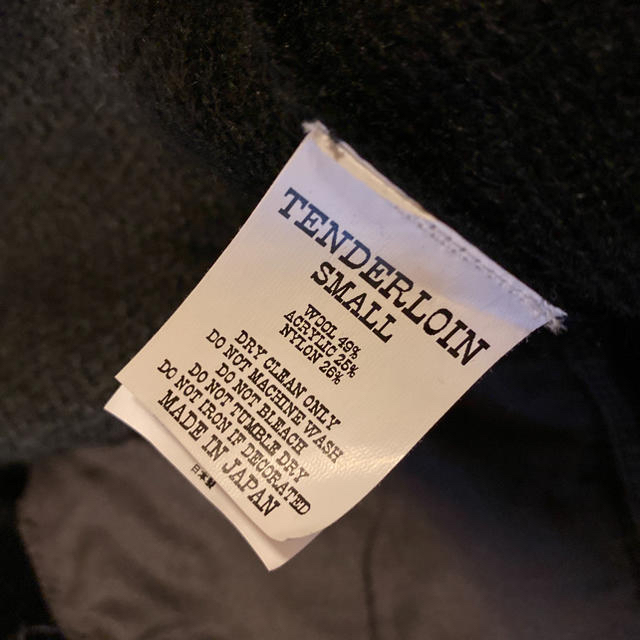 TENDERLOIN
SMALL
WOOL 49%
ACRYLIC 25%
NYLON 26%
DRY CLEAN ONLY
DO NOT MACHINE WASH
DO NOT BLEACH
DO NOT TUMBLE DRY
DO NOT IRON IF DECORATED
MADE IN JAPAN
日本製